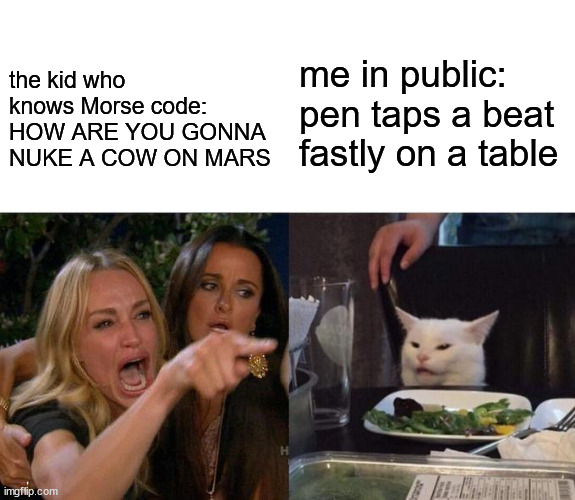 the kid who
knows Morse code:
HOW ARE YOU GONNA
NUKE A COW ON MARS
me in public:
pen taps a beat
fastly on a table
H
imgflip.com